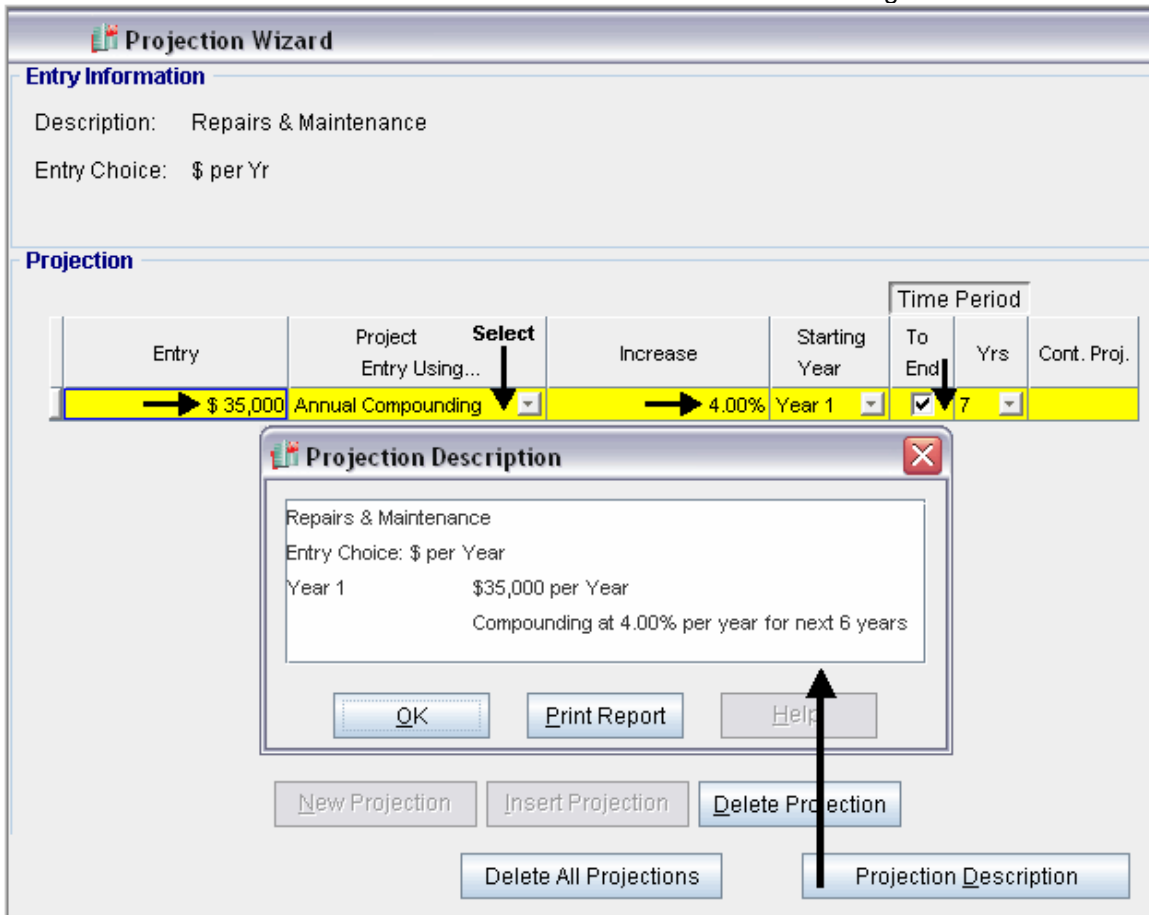 Projection Wizard
Entry Information
Description: Repairs & Maintenance
Entry Choice: $ per Yr
Projection
Time Period
Entry Project Entry Using... Select Increase Starting Year To End Yrs Cont. Proj.
$ 35,000 Annual Compounding 4.00% Year 1 7
Projection Description
Repairs & Maintenance
Entry Choice: $ per Year
Year 1 $35,000 per Year
Compounding at 4.00% per year for next 6 years
OK Print Report Help
New Projection Insert Projection Delete Projection
Delete All Projections Projection Description